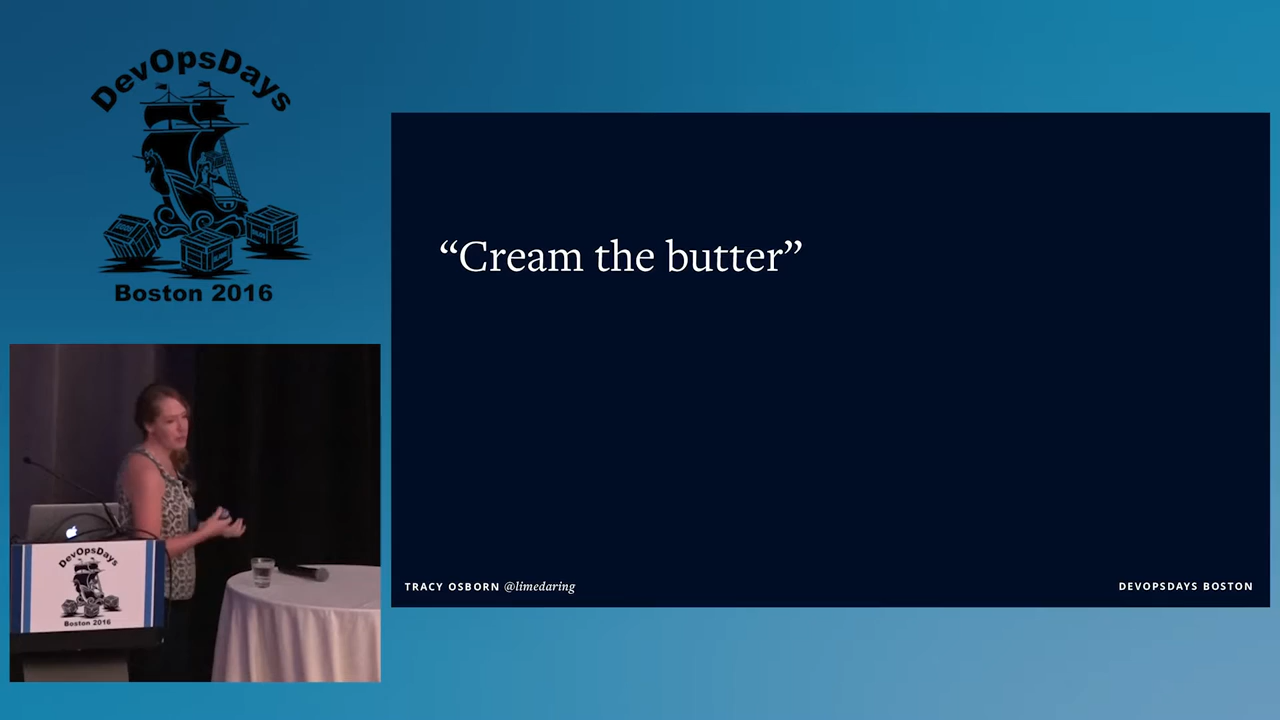 DevOpsDays
Boston 2016
“Cream the butter”
DevOpsDays
Boston 2016
TRACY OSBORN @limedaring
DEVOPSDAYS BOSTON